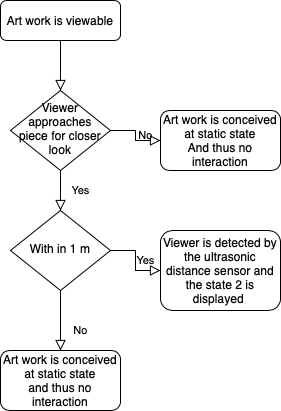 Art work is viewable
Viewer
approaches
piece for closer
look
No
Art work is conceived
at static state
And thus no
interaction
Yes
With in 1 m
Yes
Viewer is detected by
the ultrasonic
distance sensor and
the state 2 is
displayed
No
Art work is conceived
at static state
and thus no
interaction